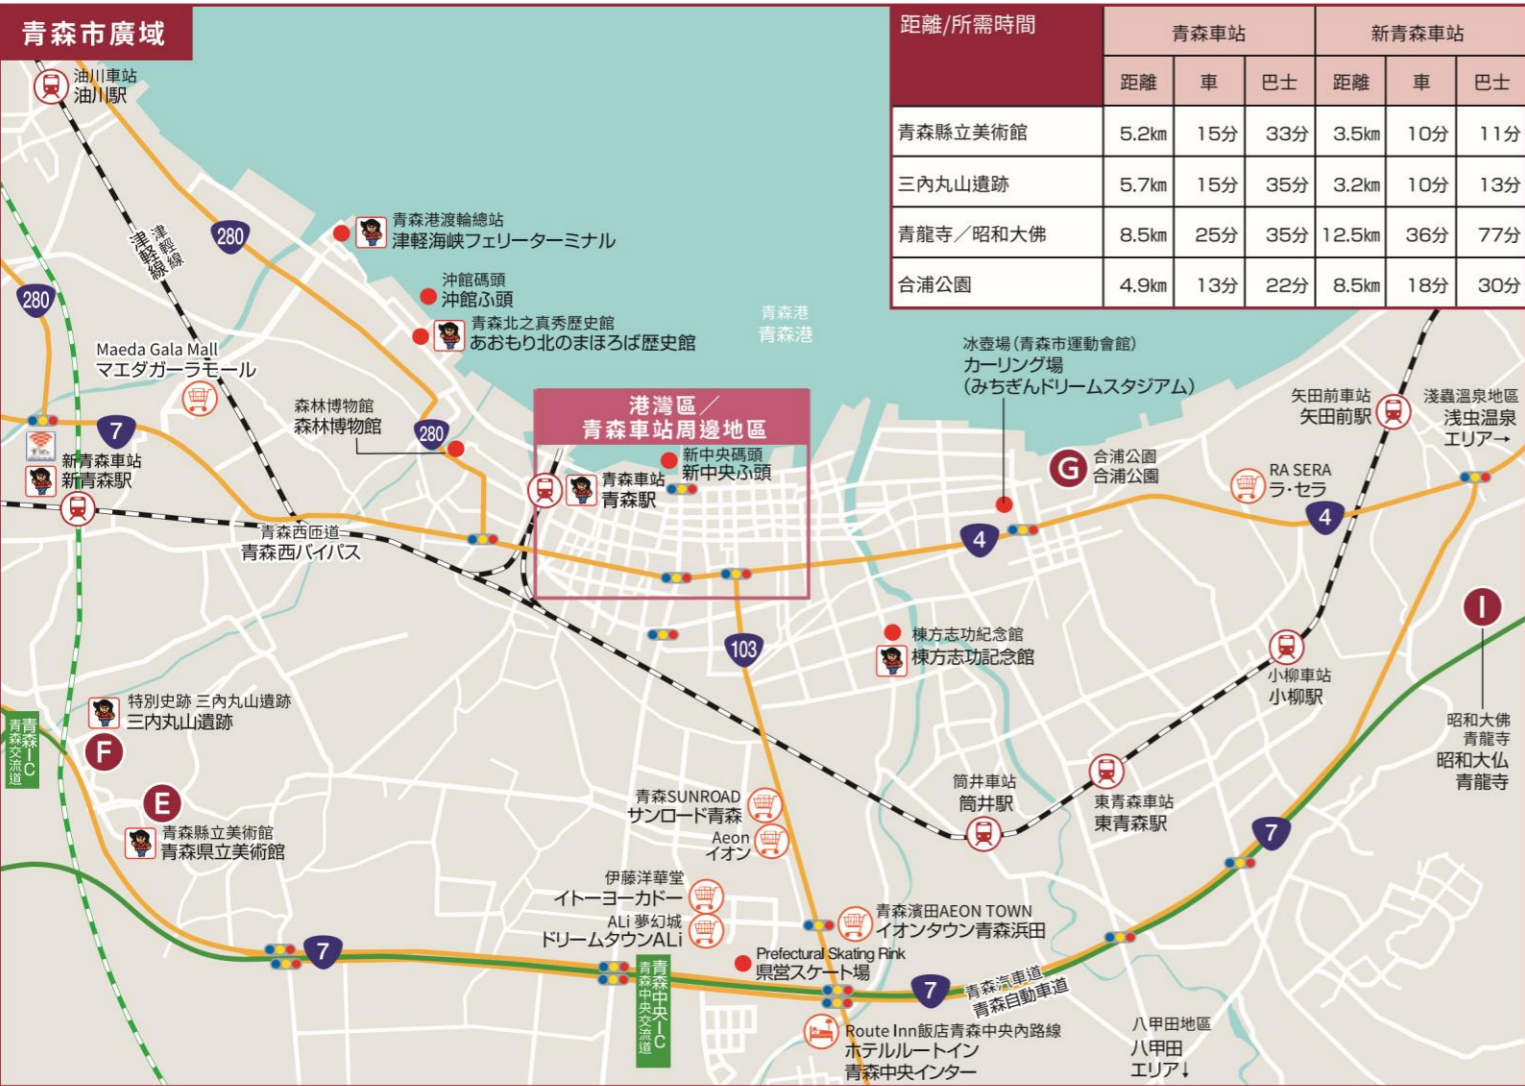 青森市廣域
距離/所需時間
青森車站 新青森車站
距離 車 巴士 距離 車 巴士
青森縣立美術館 5.2km 15分 33分 3.5km 10分 11分
三內丸山遺跡 5.7km 15分 35分 3.2km 10分 13分
青龍寺／昭和大佛 8.5km 25分 35分 12.5km 36分 77分
合浦公園 4.9km 13分 22分 8.5km 18分 30分
油川車站
油川駅
津輕線
津軽線
280
280
280
青森港渡輪總站
津軽海峡フェリーターミナル
沖館碼頭
沖館ふ頭
青森北之真秀歷史館
あおもり北のまほろば歴史館
青森港
青森港
Maeda Gala Mall
マエダガーラモール
森林博物館
森林博物館
7
新青森車站
新青森駅
青森西匝道
青森西バイパス
港灣區／
青森車站周邊地區
新中央碼頭
新中央ふ頭
青森車站
青森駅
冰壺場(青森市運動會館)
カーリング場
(みちぎんドリームスタジアム)
矢田前車站
矢田前駅
淺蟲溫泉地區
浅虫温泉
エリア→
G
合浦公園
合浦公園
RA SERA
ラ・セラ
4
4
103
棟方志功紀念館
棟方志功記念館
小柳車站
小柳駅
I
昭和大佛
青龍寺
昭和大仏
青龍寺
特別史跡 三內丸山遺跡
三内丸山遺跡
F
青森IC
青森交流道
E
青森縣立美術館
青森県立美術館
青森SUNROAD
サンロード青森
Aeon
イオン
筒井車站
筒井駅
東青森車站
東青森駅
7
伊藤洋華堂
イトーヨーカドー
ALi 夢幻城
ドリームタウンALi
青森濱田AEON TOWN
イオンタウン青森浜田
Prefectural Skating Rink
県営スケート場
7
青森中央IC
青森中央交流道
7
青森汽車道
青森自動車道
Route Inn飯店青森中央內路線
ホテルルートイン
青森中央インター
八甲田地區
八甲田
エリア↓